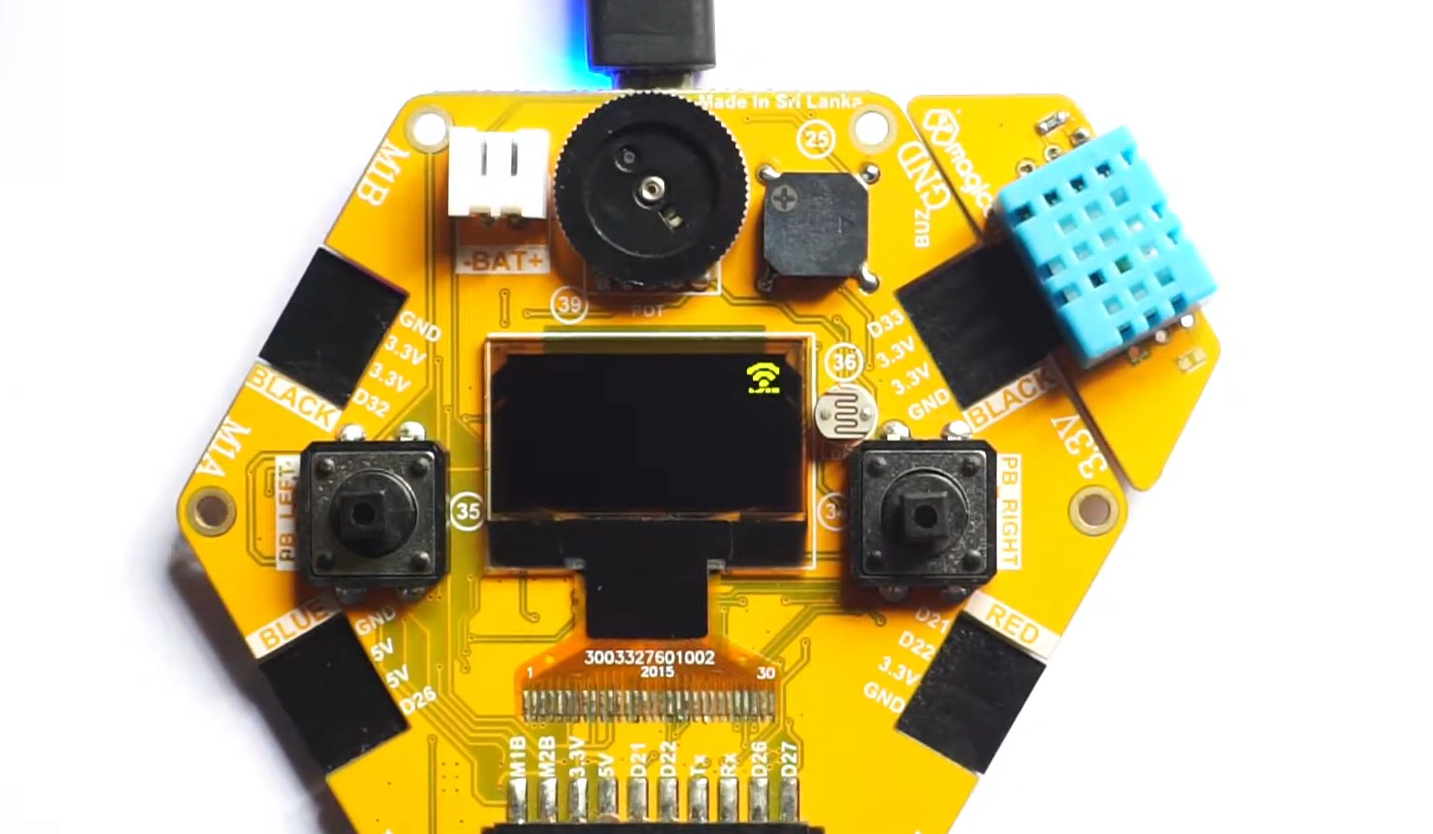 Made in Sri Lanka
25
M1B
GND
BUZ
-BAT+
39
POT
36
GND
3.3V
3.3V
D32
BLACK
M1A
D33
3.3V
3.3V
GND
BLACK
3.3V
PB LEFT
35
PB RIGHT
BLUE
GND
5V
5V
D26
RED
D21
D22
3.3V
GND
3003327601002
1
2015
30
M1B
M2B
3.3V
5V
D21
D22
Tx
Rx
D26
D27